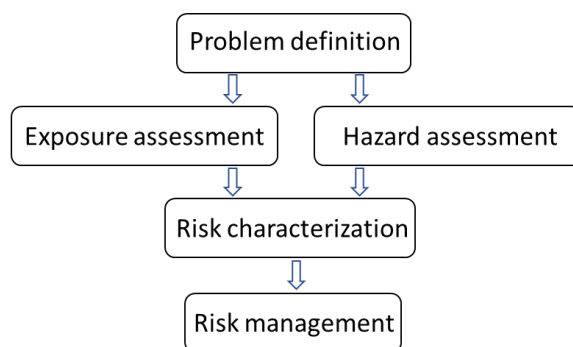 Problem definition
Exposure assessment
Hazard assessment
Risk characterization
Risk management